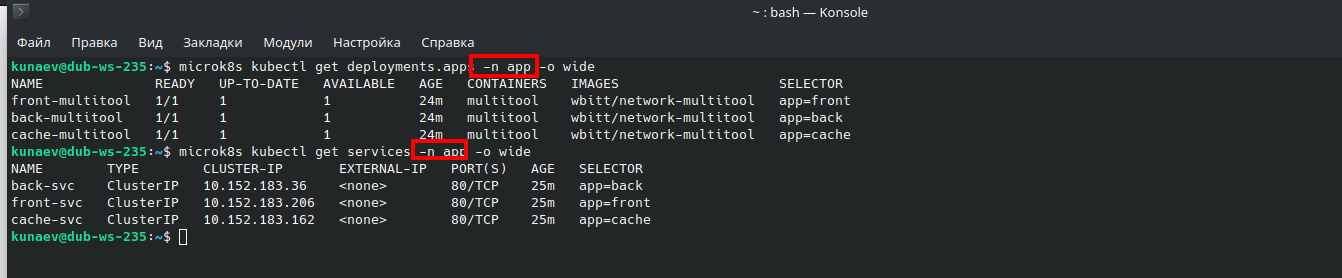 ~ : bash — Konsole
Файл Правка Вид Закладки Модули Настройка Справка
kunaev@dub-ws-235:~$ microk8s kubectl get deployments.apps -n app -o wide
NAME READY UP-TO-DATE AVAILABLE AGE CONTAINERS IMAGES SELECTOR
front-multitool 1/1 1 1 24m multitool wbitt/network-multitool app=front
back-multitool 1/1 1 1 24m multitool wbitt/network-multitool app=back
cache-multitool 1/1 1 1 24m multitool wbitt/network-multitool app=cache
kunaev@dub-ws-235:~$ microk8s kubectl get services -n app -o wide
NAME TYPE CLUSTER-IP EXTERNAL-IP PORT(S) AGE SELECTOR
back-svc ClusterIP 10.152.183.36 <none> 80/TCP 25m app=back
front-svc ClusterIP 10.152.183.206 <none> 80/TCP 25m app=front
cache-svc ClusterIP 10.152.183.162 <none> 80/TCP 25m app=cache
kunaev@dub-ws-235:~$